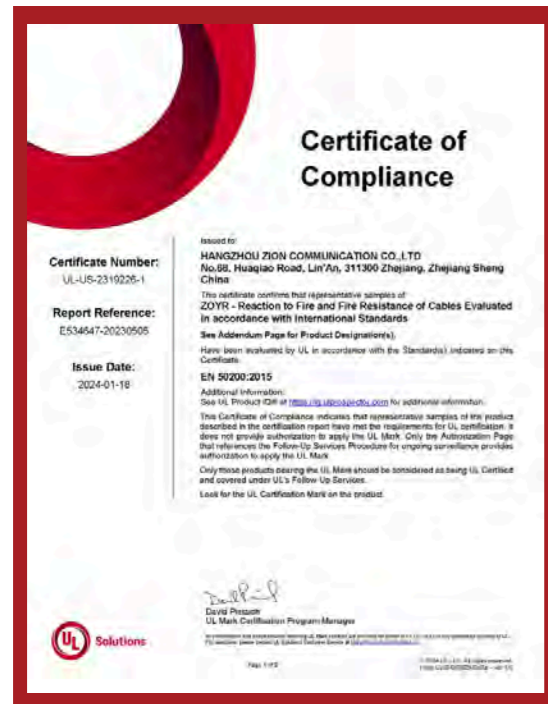 Certificate of
Compliance
Certificate Number:
UL-US-2319226-1
Report Reference:
E534647-20230505
Issue Date:
2024-01-18
Issued to:
HANGZHOU ZION COMMUNICATION CO.,LTD
No.68, Huaqiao Road, Lin'An, 311300 Zhejiang, Zhejiang Sheng
China
This certificate confirms that representative samples of:
ZOYR - Reaction to Fire and Fire Resistance of Cables Evaluated
in accordance with International Standards
See Addendum Page for Product Designation(s).
Have been evaluated by UL in accordance with the Standard(s) indicated on this
Certificate.
EN 50200:2015
Additional Information:
See UL Product iQ® at https://iq.ulprospector.com for additional information.
This Certificate of Compliance indicates that representative samples of the product
described in the certification report have met the requirements for UL certification. It
does not provide authorization to apply the UL Mark. Only the Authorization Page
that references the Follow-Up Services Procedure for ongoing surveillance provides
authorization to apply the UL Mark.
Only those products bearing the UL Mark should be considered as being UL Certified
and covered under UL's Follow-Up Services.
Look for the UL Certification Mark on the product.
David
UL Mark Certification Program Manager
UL Solutions
Page 1 of 2